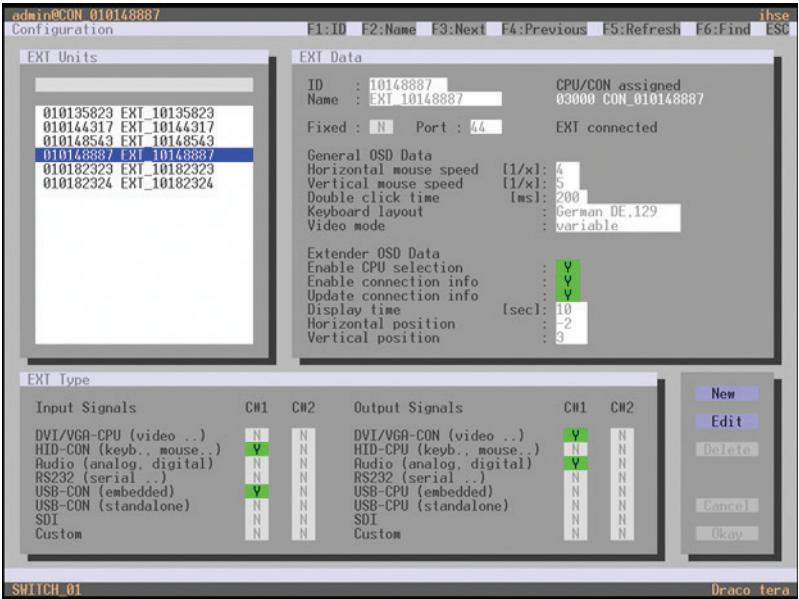 admin@CON_010148887 ihse
Configuration F1:ID F2:Name F3:Next F4:Previous F5:Refresh F6:Find ESC
EXT Units
010135823 EXT_10135823
010144317 EXT_10144317
010148543 EXT_10148543
010148887 EXT_10148887
010182323 EXT_10182323
010182324 EXT_10182324
EXT Data
ID : 10148887 CPU/CON assigned
Name : EXT_10148887 03000 CON_010148887
Fixed : N Port : 44 EXT connected
General OSD Data
Horizontal mouse speed [1/x]: 4
Vertical mouse speed [1/x]: 5
Double click time [ms]: 200
Keyboard layout : German DE,129
Video mode : variable
Extender OSD Data
Enable CPU selection : Y
Enable connection info : Y
Update connection info : Y
Display time [sec]: 10
Horizontal position : -2
Vertical position : 3
EXT Type
Input Signals C#1 C#2 Output Signals C#1 C#2
DVI/VGA-CPU (video ..) N N DVI/VGA-CON (video ..) Y N
HID-CON (keyb., mouse..) Y N HID-CPU (keyb., mouse..) N N
Audio (analog, digital) N N Audio (analog, digital) Y N
RS232 (serial ..) N N RS232 (serial ..) N N
USB-CON (embedded) Y N USB-CPU (embedded) N N
USB-CON (standalone) N N USB-CPU (standalone) N N
SDI N N SDI N N
Custom N N Custom N N
New
Edit
Delete
Cancel
Okay
SWITCH_01 Draco tera